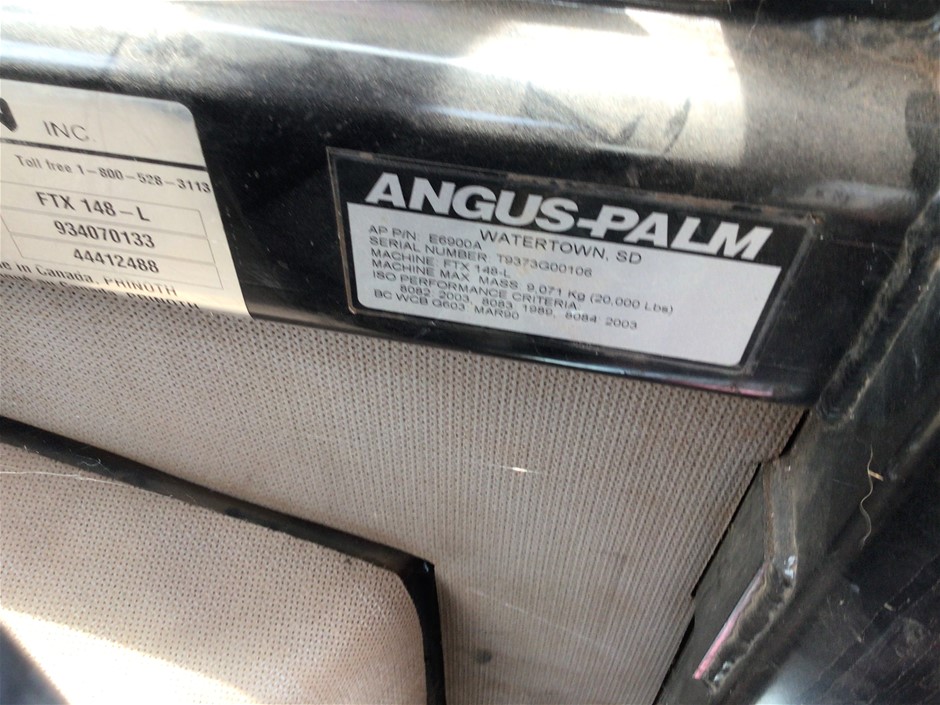 INC.
Toll free 1-800-528-3113
FTX 148-L
934070133
44412488
in Canada, PRINOTH
ANGUS-PALM
WATERTOWN, SD
AP P/N: E6900A
SERIAL NUMBER: T9373G00106
MACHINE: FTX 148-L
MACHINE MAX. MASS: 9,071 Kg (20,000 Lbs)
ISO PERFORMANCE CRITERIA:
8082: 2003, 8083: 1989, 8084: 2003
BC WCB G603 MAR90